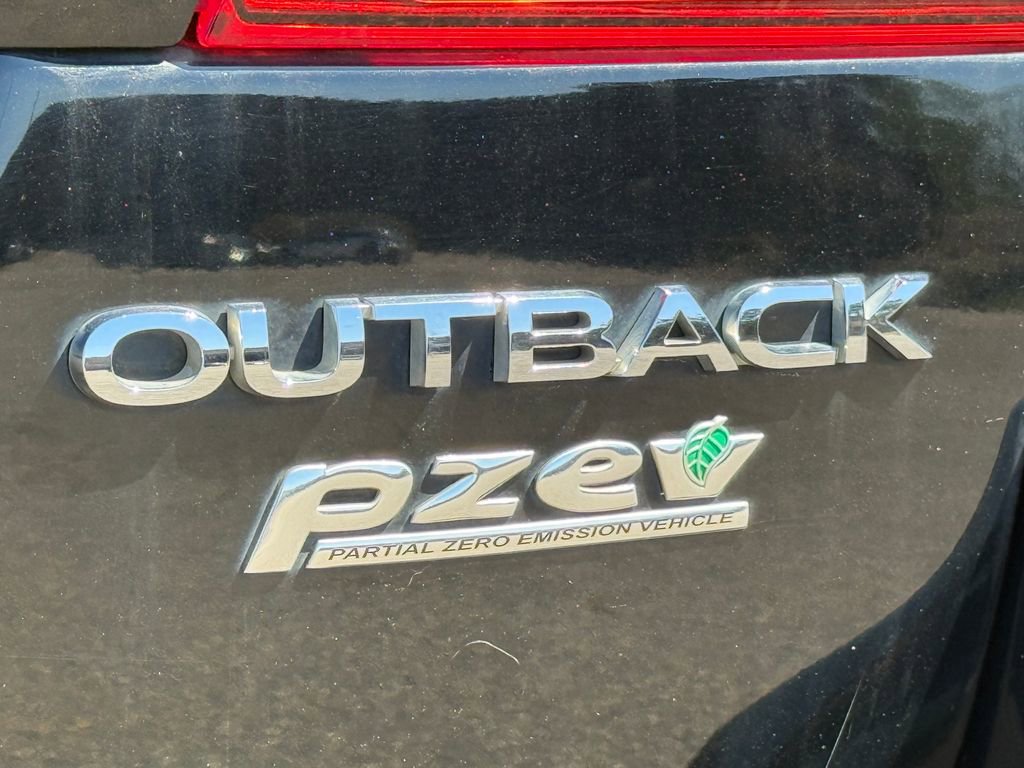 OUTBACK
pzev
PARTIAL ZERO EMISSION VEHICLE